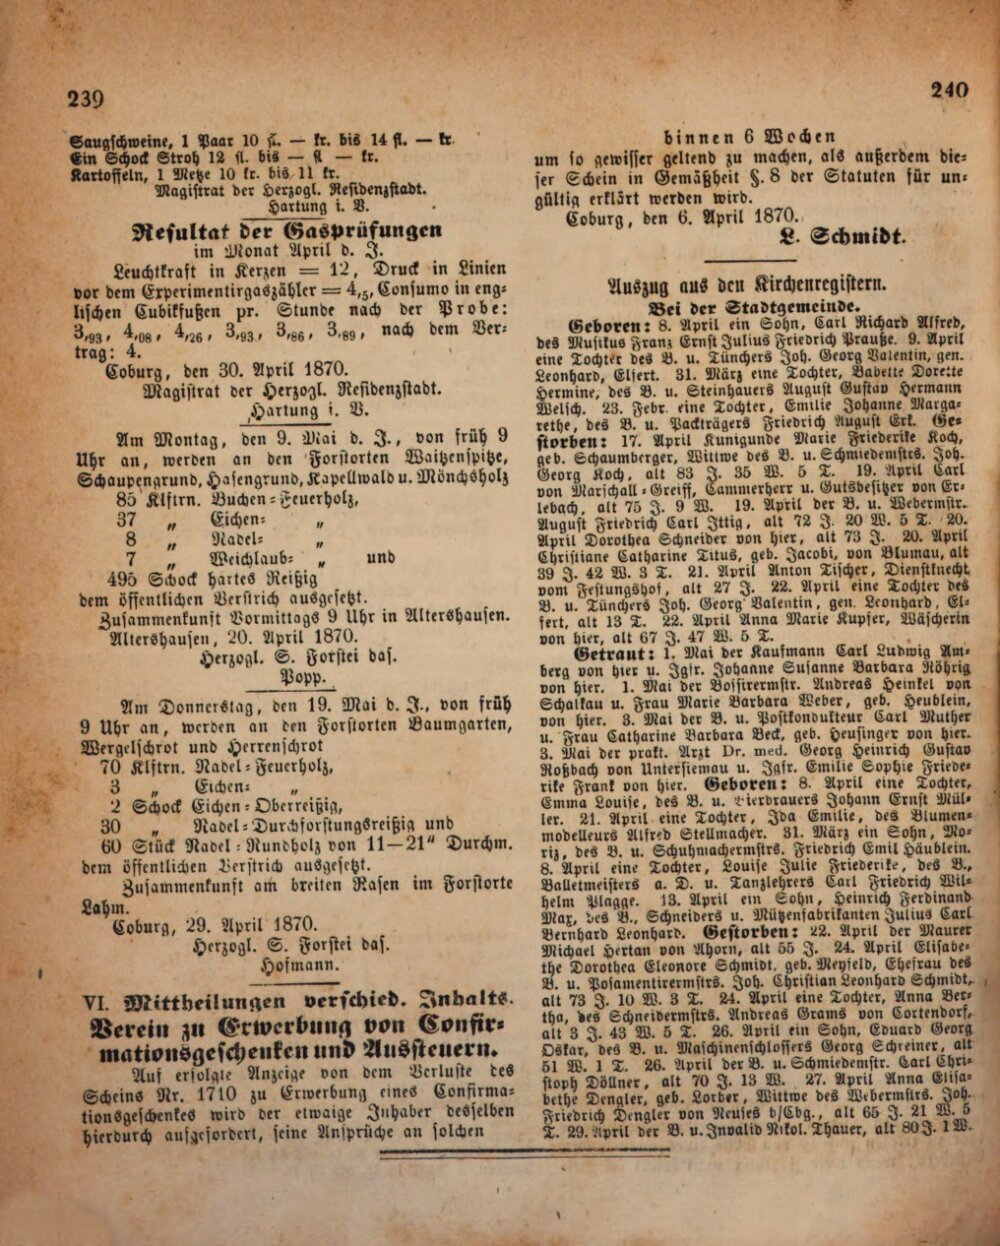 239
Saugschweine, 1 Paar 10 fl. — kr. bis 14 fl. — kr.
Ein Schock Stroh 12 fl. bis — fl — kr.
Kartoffeln, 1 Metze 10 kr. bis 11 kr.
Magistrat der Herzogl. Residenzstadt.
Hartung i. V.
Resultat der Gasprüfungen
im Monat April d. J.
Leuchtkraft in Kerzen = 12, Druck in Linien
vor dem Experimentirgaszähler = 4,5, Consumo in eng-
lischen Cubikfußen pr. Stunde nach der Probe:
3,93, 4,08, 4,26, 3,93, 3,86, 3,89, nach dem Ver-
trag: 4.
Coburg, den 30. April 1870.
Magistrat der Herzogl. Residenzstadt.
Hartung i. V.
Am Montag, den 9. Mai d. J., von früh 9
Uhr an, werden an den Forstorten Waitzenspitze,
Schaupengrund, Hasengrund, Kapellwald u. Mönchsholz
85 Klftrn. Buchen-Feuerholz,
37 „ Eichen- „
8 „ Nadel- „
7 „ Weichlaub- „ und
495 Schock hartes Reißig
dem öffentlichen Verstrich ausgesetzt.
Zusammenkunft Vormittags 9 Uhr in Altershausen.
Altershausen, 20. April 1870.
Herzogl. S. Forstei das.
Popp.
Am Donnerstag, den 19. Mai d. J., von früh
9 Uhr an, werden an den Forstorten Baumgarten,
Wergelschrot und Herrenschrot
70 Klftrn. Nadel-Feuerholz,
3 „ Eichen- „
2 Schock Eichen-Oberreißig,
30 „ Nadel-Durchforstungsreißig und
60 Stück Nadel-Rundholz von 11—21" Durchm.
dem öffentlichen Verstrich ausgesetzt.
Zusammenkunft am breiten Rasen im Forstorte
Lahm.
Coburg, 29. April 1870.
Herzogl. S. Forstei das.
Hofmann.
VI. Mittheilungen verschied. Inhalts.
Verein zu Erwerbung von Confir-
mationsgeschenken und Aussteuern.
Auf erfolgte Anzeige von dem Verluste des
Scheins Nr. 1710 zu Erwerbung eines Confirma-
tionsgeschenkes wird der etwaige Inhaber desselben
hierdurch aufgefordert, seine Ansprüche an solchen
240
binnen 6 Wochen
um so gewisser geltend zu machen, als außerdem die-
ser Schein in Gemäßheit §. 8 der Statuten für un-
gültig erklärt werden wird.
Coburg, den 6. April 1870.
L. Schmidt.
Auszug aus den Kirchenregistern.
Bei der Stadtgemeinde.
Geboren: 8. April ein Sohn, Carl Richard Alfred,
des Musikus Franz Ernst Julius Friedrich Prauße. 9. April
eine Tochter des B. u. Tünchers Joh. Georg Valentin, gen.
Leonhard, Elsert. 31. März eine Tochter, Babette Dorette
Hermine, des B. u. Steinhauers August Gustav Hermann
Welsch. 23. Febr. eine Tochter, Emilie Johanne Marga-
rethe, des B. u. Packträgers Friedrich August Erk. Ge-
storben: 17. April Kunigunde Marie Friederike Koch,
geb. Schaumberger, Wittwe des B. u. Schmiedemstrs. Joh.
Georg Koch, alt 83 J. 35 W. 5 T. 19. April Carl
von Marschall-Greiff, Cammerherr u. Gutsbesitzer von Er-
lebach, alt 75 J. 9 W. 19. April der B. u. Webermstr.
August Friedrich Carl Ittig, alt 72 J. 20 W. 5 T. 20.
April Dorothea Schneider von hier, alt 73 J. 20. April
Christiane Catharine Titus, geb. Jacobi, von Blumau, alt
39 J. 42 W. 3 T. 21. April Anton Tischer, Dienstknecht
vom Festungshof, alt 27 J. 22. April eine Tochter des
B. u. Tünchers Joh. Georg Valentin, gen. Leonhard, El-
sert, alt 13 T. 22. April Anna Marie Kupfer, Wäscherin
von hier, alt 67 J. 47 W. 5 T.
Getraut: 1. Mai der Kaufmann Carl Ludwig Am-
berg von hier u. Jgfr. Johanne Susanne Barbara Röhrig
von hier. 1. Mai der Bossirermstr. Andreas Heinkel von
Schalkau u. Frau Marie Barbara Weber, geb. Heublein,
von hier. 3. Mai der B. u. Postkondukteur Carl Muther
u. Frau Catharine Barbara Beck, geb. Heusinger von hier.
3. Mai der prakt. Arzt Dr. med. Georg Heinrich Gustav
Roßbach von Untersiemau u. Jgfr. Emilie Sophie Friede-
rike Frank von hier. Geboren: 8. April eine Tochter,
Emma Louise, des B. u. Bierbrauers Johann Ernst Mül-
ler. 21. April eine Tochter, Ida Emilie, des Blumen-
modelleurs Alfred Stellmacher. 31. März ein Sohn, Mo-
riz, des B. u. Schuhmachermstrs. Friedrich Emil Häublein.
8. April eine Tochter, Louise Julie Friederike, des B.,
Balletmeisters a. D. u. Tanzlehrers Carl Friedrich Wil-
helm Plagge. 13. April ein Sohn, Heinrich Ferdinand
Max, des B., Schneiders u. Mützenfabrikanten Julius Carl
Bernhard Leonhard. Gestorben: 22. April der Maurer
Michael Hertan von Ahorn, alt 55 J. 24. April Elisabe-
the Dorothea Eleonore Schmidt, geb. Meyfeld, Ehefrau des
B. u. Posamentirermstrs. Joh. Christian Leonhard Schmidt,
alt 73 J. 10 W. 3 T. 24. April eine Tochter, Anna Ber-
tha, des Schneidermstrs. Andreas Grams von Cortendorf,
alt 3 J. 43 W. 5 T. 26. April ein Sohn, Eduard Georg
Oskar, des B. u. Maschinenschlossers Georg Schreiner, alt
51 W. 1 T. 26. April der B. u. Schmiedemstr. Carl Chri-
stoph Döllner, alt 70 J. 13 W. 27. April Anna Elisa-
bethe Dengler, geb. Lorber, Wittwe des Webermstrs. Joh.
Friedrich Dengler von Neuses b/Cbg., alt 65 J. 21 W. 5
T. 29. April der B. u. Invalid Nikol. Thauer, alt 80 J. 1 W.